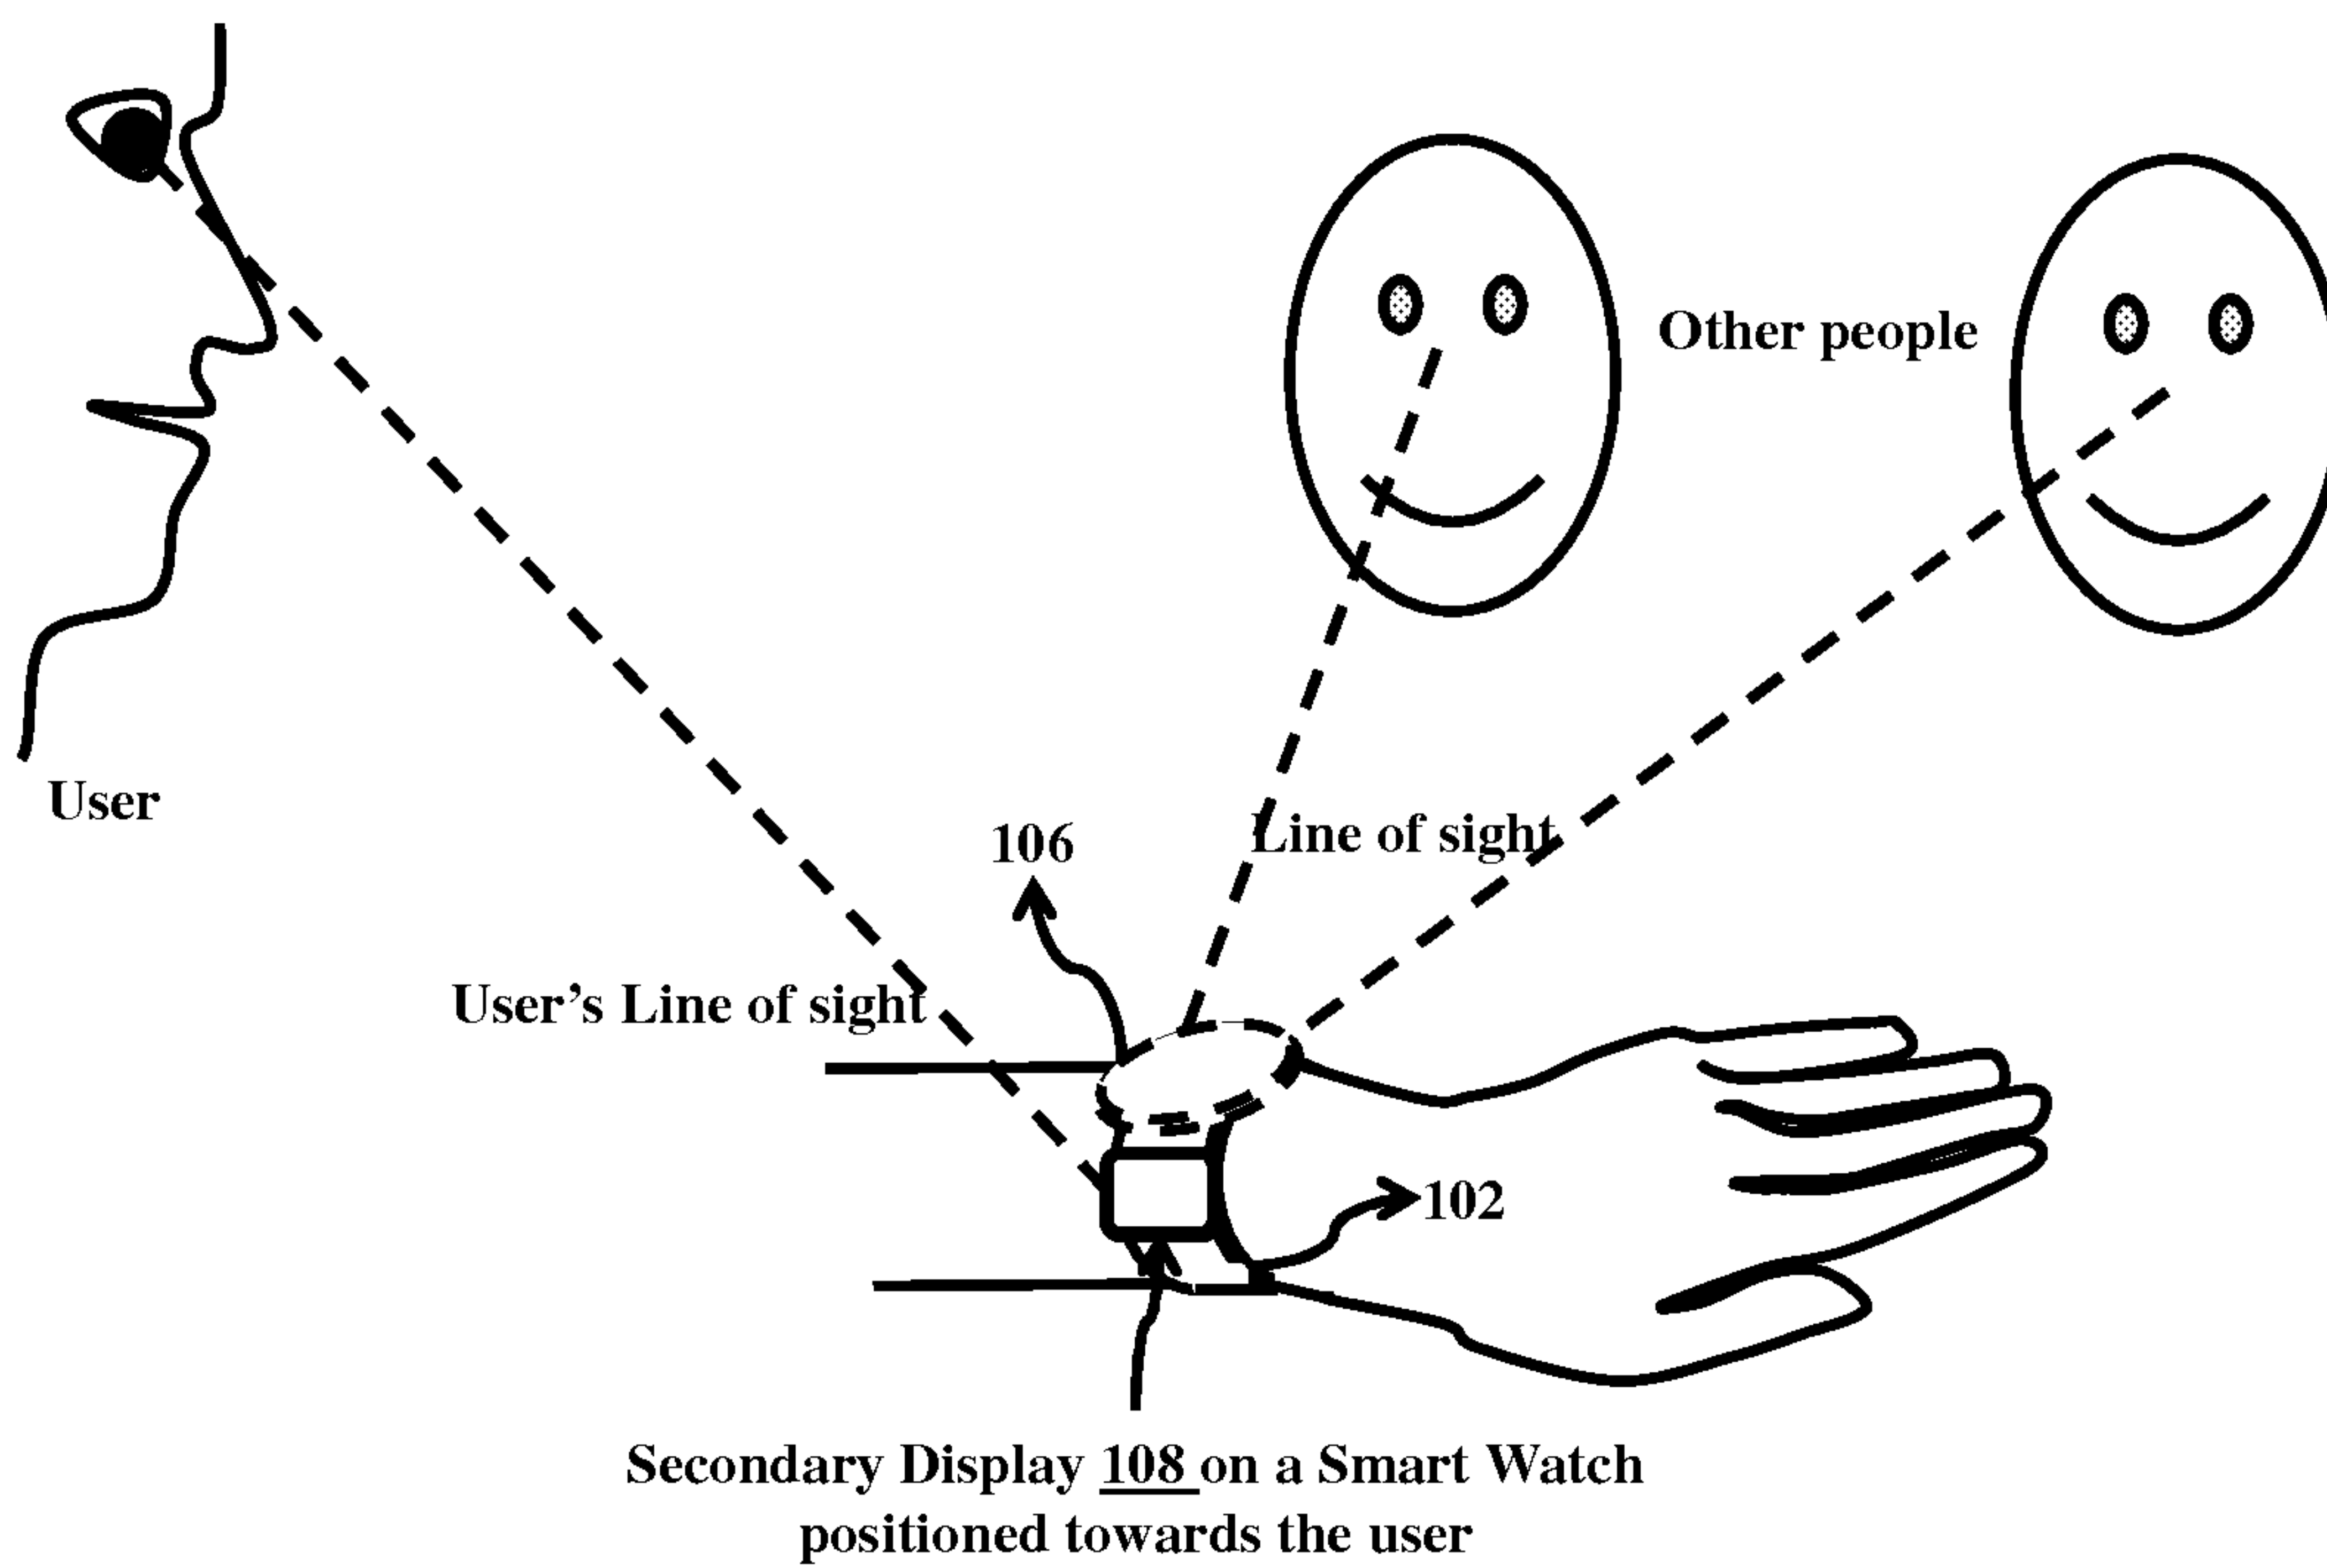 Other people
User
106
Line of sight
User’s Line of sight
102
Secondary Display 108 on a Smart Watch
positioned towards the user